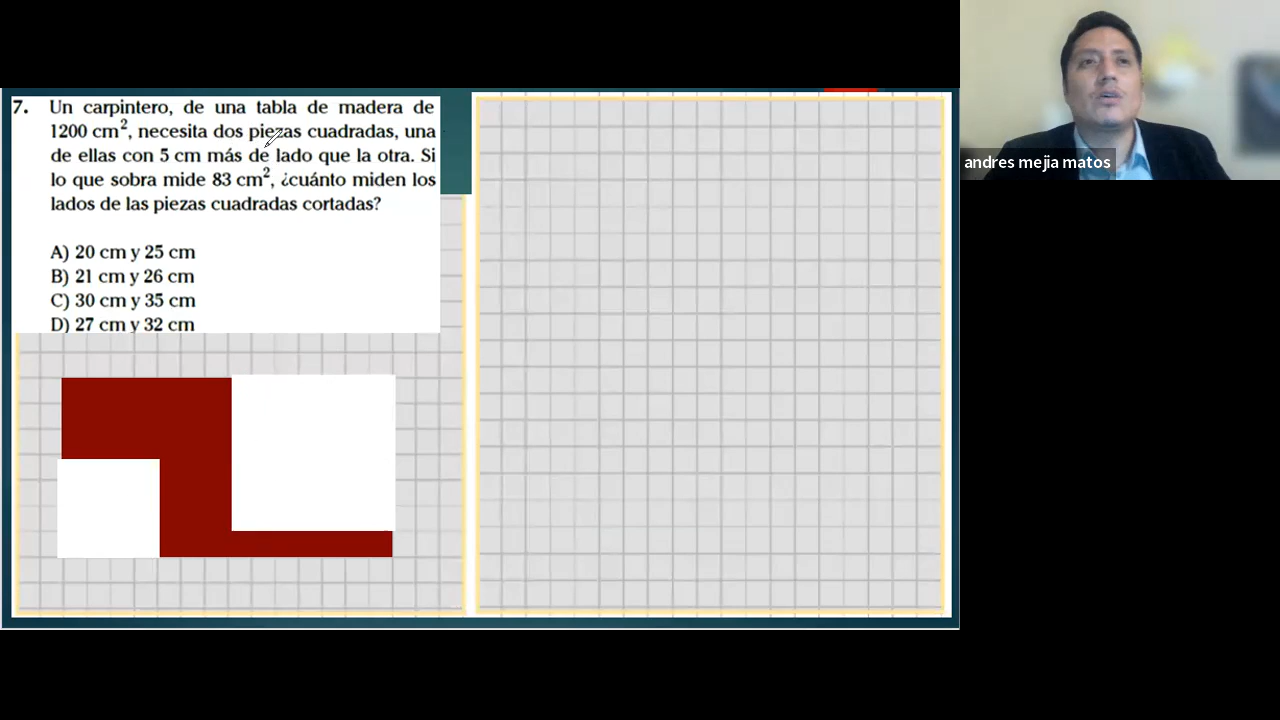 7. Un carpintero, de una tabla de madera de
1200 cm², necesita dos piezas cuadradas, una
de ellas con 5 cm más de lado que la otra. Si
lo que sobra mide 83 cm², ¿cuánto miden los
lados de las piezas cuadradas cortadas?
A) 20 cm y 25 cm
B) 21 cm y 26 cm
C) 30 cm y 35 cm
D) 27 cm y 32 cm
andres mejia matos